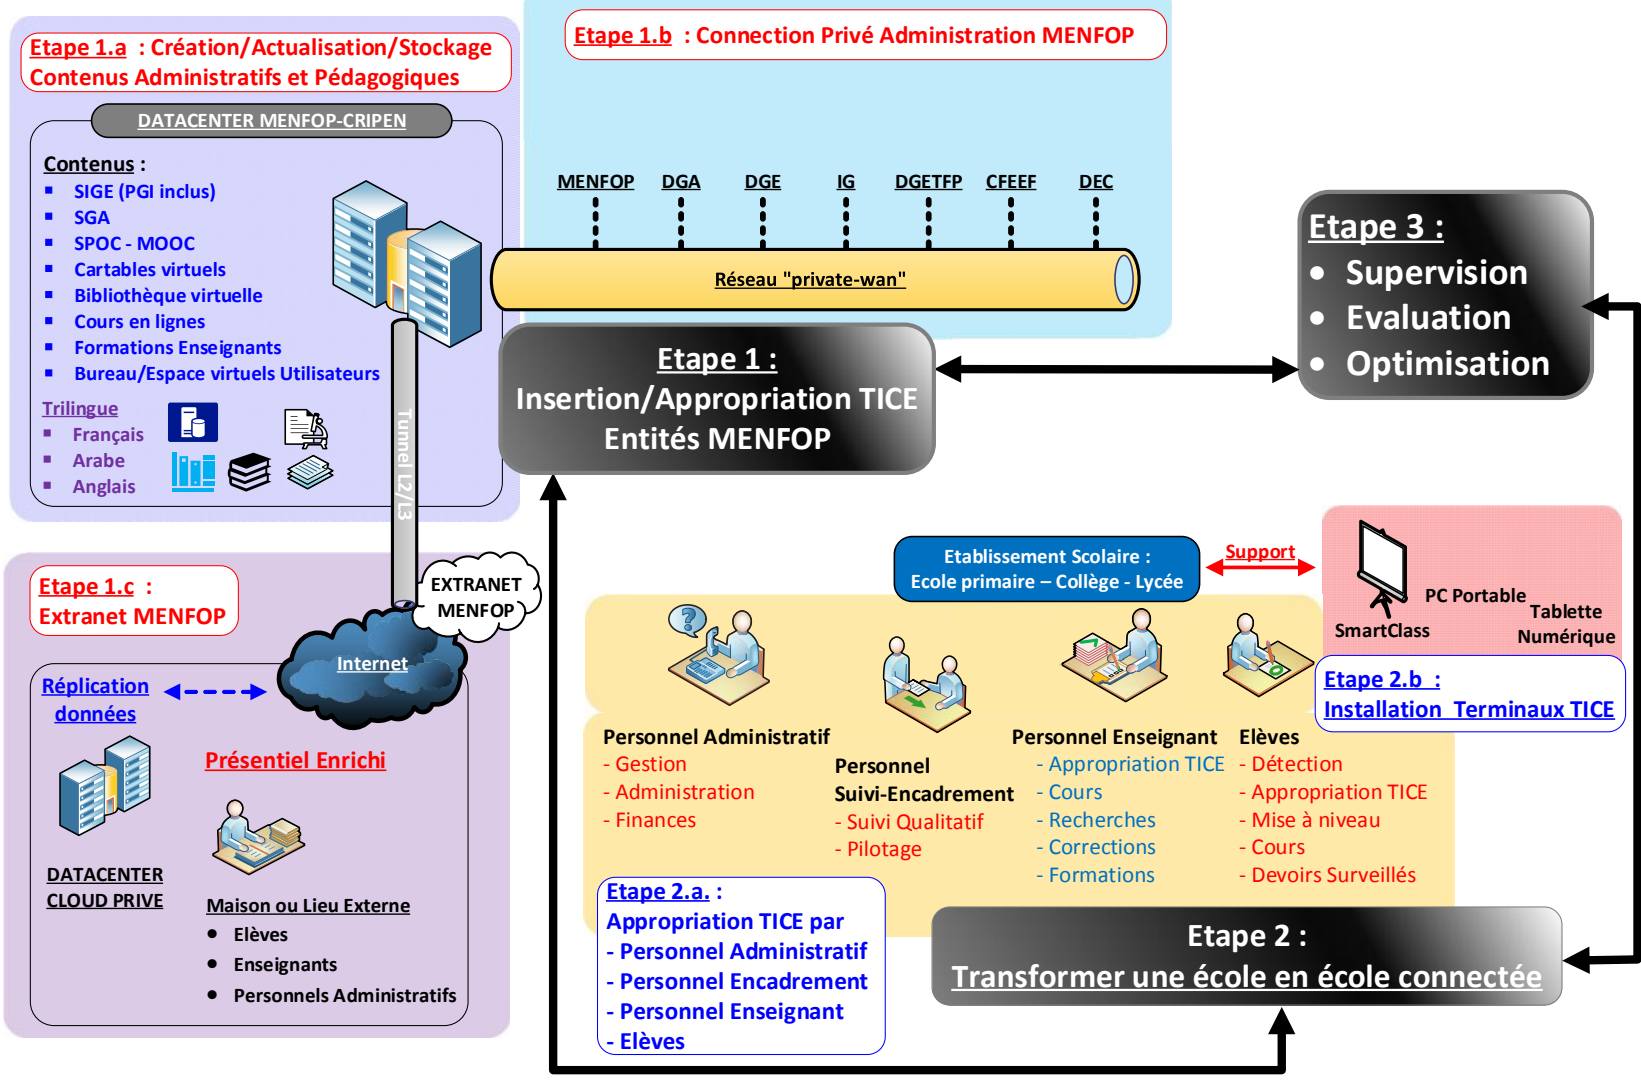 Etape 1.a : Création/Actualisation/Stockage
Contenus Administratifs et Pédagogiques
DATACENTER MENFOP-CRIPEN
Contenus :
▪ SIGE (PGI inclus)
▪ SGA
▪ SPOC - MOOC
▪ Cartables virtuels
▪ Bibliothèque virtuelle
▪ Cours en lignes
▪ Formations Enseignants
▪ Bureau/Espace virtuels Utilisateurs
Trilingue
▪ Français
▪ Arabe
▪ Anglais
Tunnel L2/L3
Etape 1.b : Connection Privé Administration MENFOP
MENFOP DGA DGE IG DGETFP CFEEF DEC
Réseau "private-wan"
Etape 1 :
Insertion/Appropriation TICE
Entités MENFOP
Etape 3 :
• Supervision
• Evaluation
• Optimisation
Etape 1.c :
Extranet MENFOP
EXTRANET
MENFOP
Internet
Réplication
données
DATACENTER
CLOUD PRIVE
Présentiel Enrichi
Maison ou Lieu Externe
• Elèves
• Enseignants
• Personnels Administratifs
Etablissement Scolaire :
Ecole primaire – Collège - Lycée
Support
SmartClass
PC Portable
Tablette
Numérique
Etape 2.b :
Installation Terminaux TICE
Personnel Administratif
- Gestion
- Administration
- Finances
Personnel
Suivi-Encadrement
- Suivi Qualitatif
- Pilotage
Personnel Enseignant
- Appropriation TICE
- Cours
- Recherches
- Corrections
- Formations
Elèves
- Détection
- Appropriation TICE
- Mise à niveau
- Cours
- Devoirs Surveillés
Etape 2.a. :
Appropriation TICE par
- Personnel Administratif
- Personnel Encadrement
- Personnel Enseignant
- Elèves
Etape 2 :
Transformer une école en école connectée